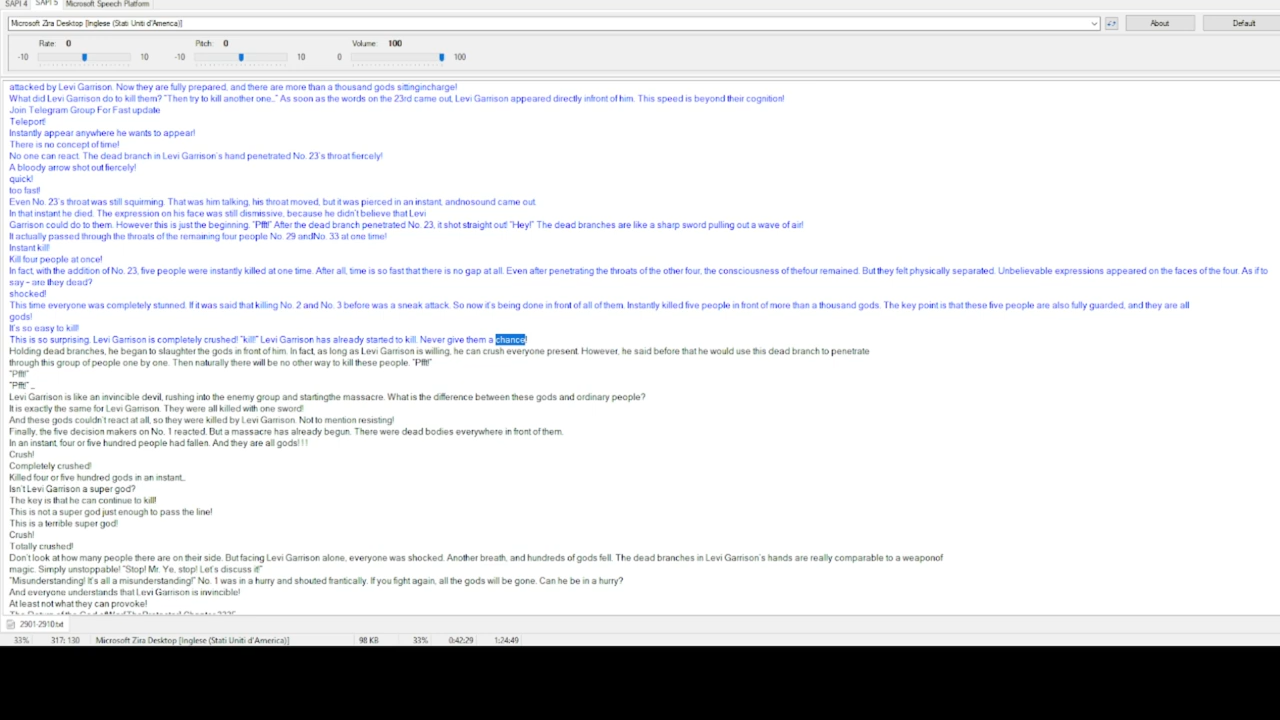 SAPI 4 SAPI 5 Microsoft Speech Platform
Microsoft Zira Desktop [Inglese (Stati Uniti d'America)] About Default
Rate: 0 Pitch: 0 Volume: 100
-10 10 -10 10 0 100
attacked by Levi Garrison. Now they are fully prepared, and there are more than a thousand gods sittingincharge!
What did Levi Garrison do to kill them? "Then try to kill another one.." As soon as the words on the 23rd came out, Levi Garrison appeared directly infront of him. This speed is beyond their cognition!
Join Telegram Group For Fast update
Teleport!
Instantly appear anywhere he wants to appear!
There is no concept of time!
No one can react. The dead branch in Levi Garrison's hand penetrated No. 23's throat fiercely!
A bloody arrow shot out fiercely!
quick!
too fast!
Even No. 23's throat was still squirming. That was him talking, his throat moved, but it was pierced in an instant, andnosound came out.
In that instant he died. The expression on his face was still dismissive, because he didn't believe that Levi
Garrison could do to them. However this is just the beginning. "Pfft!" After the dead branch penetrated No. 23, it shot straight out! "Hey!" The dead branches are like a sharp sword pulling out a wave of air!
It actually passed through the throats of the remaining four people No. 29 andNo. 33 at one time!
Instant kill!
Kill four people at once!
In fact, with the addition of No. 23, five people were instantly killed at one time. After all, time is so fast that there is no gap at all. Even after penetrating the throats of the other four, the consciousness of thefour remained. But they felt physically separated. Unbelievable expressions appeared on the faces of the four. As if to
say - are they dead?
shocked!
This time everyone was completely stunned. If it was said that killing No. 2 and No. 3 before was a sneak attack. So now it's being done in front of all of them. Instantly killed five people in front of more than a thousand gods. The key point is that these five people are also fully guarded, and they are all
gods!
It's so easy to kill!
This is so surprising. Levi Garrison is completely crushed! "kill!" Levi Garrison has already started to kill. Never give them a chance!
Holding dead branches, he began to slaughter the gods in front of him. In fact, as long as Levi Garrison is willing, he can crush everyone present. However, he said before that he would use this dead branch to penetrate
through this group of people one by one. Then naturally there will be no other way to kill these people. "Pfft!"
"Pfft!"
"Pfft!" _
Levi Garrison is like an invincible devil, rushing into the enemy group and startingthe massacre. What is the difference between these gods and ordinary people?
It is exactly the same for Levi Garrison. They were all killed with one sword!
And these gods couldn't react at all, so they were killed by Levi Garrison. Not to mention resisting!
Finally, the five decision makers on No. 1 reacted. But a massacre has already begun. There were dead bodies everywhere in front of them.
In an instant, four or five hundred people had fallen. And they are all gods! ! !
Crush!
Completely crushed!
Killed four or five hundred gods in an instant_
Isn't Levi Garrison a super god?
The key is that he can continue to kill!
This is not a super god just enough to pass the line!
This is a terrible super god!
Crush!
Totally crushed!
Don't look at how many people there are on their side. But facing Levi Garrison alone, everyone was shocked. Another breath, and hundreds of gods fell. The dead branches in Levi Garrison's hands are really comparable to a weaponof
magic. Simply unstoppable! "Stop! Mr. Ye, stop! Let's discuss it!"
"Misunderstanding! It's all a misunderstanding!" No. 1 was in a hurry and shouted frantically. If you fight again, all the gods will be gone. Can he be in a hurry?
And everyone understands that Levi Garrison is invincible!
At least not what they can provoke!
2901-2910.txt
33% 317: 130 Microsoft Zira Desktop [Inglese (Stati Uniti d'America)] 98 KB 33% 0:42:29 1:24:49